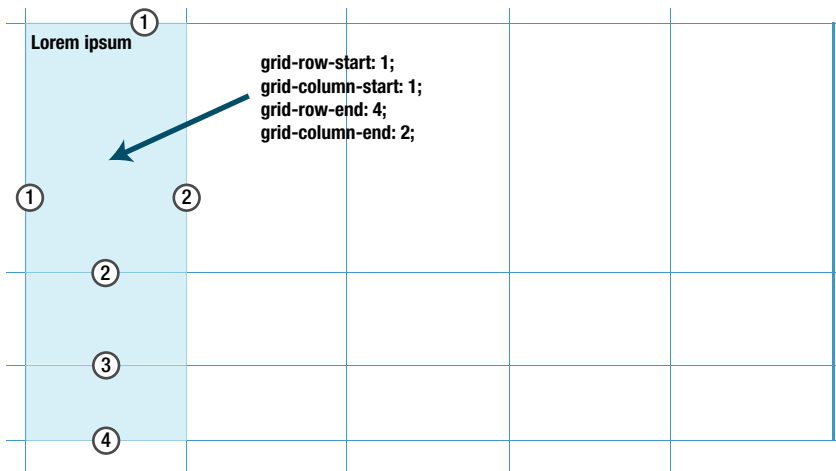 1
Lorem ipsum
grid-row-start: 1;
grid-column-start: 1;
grid-row-end: 4;
grid-column-end: 2;
1
2
2
3
4